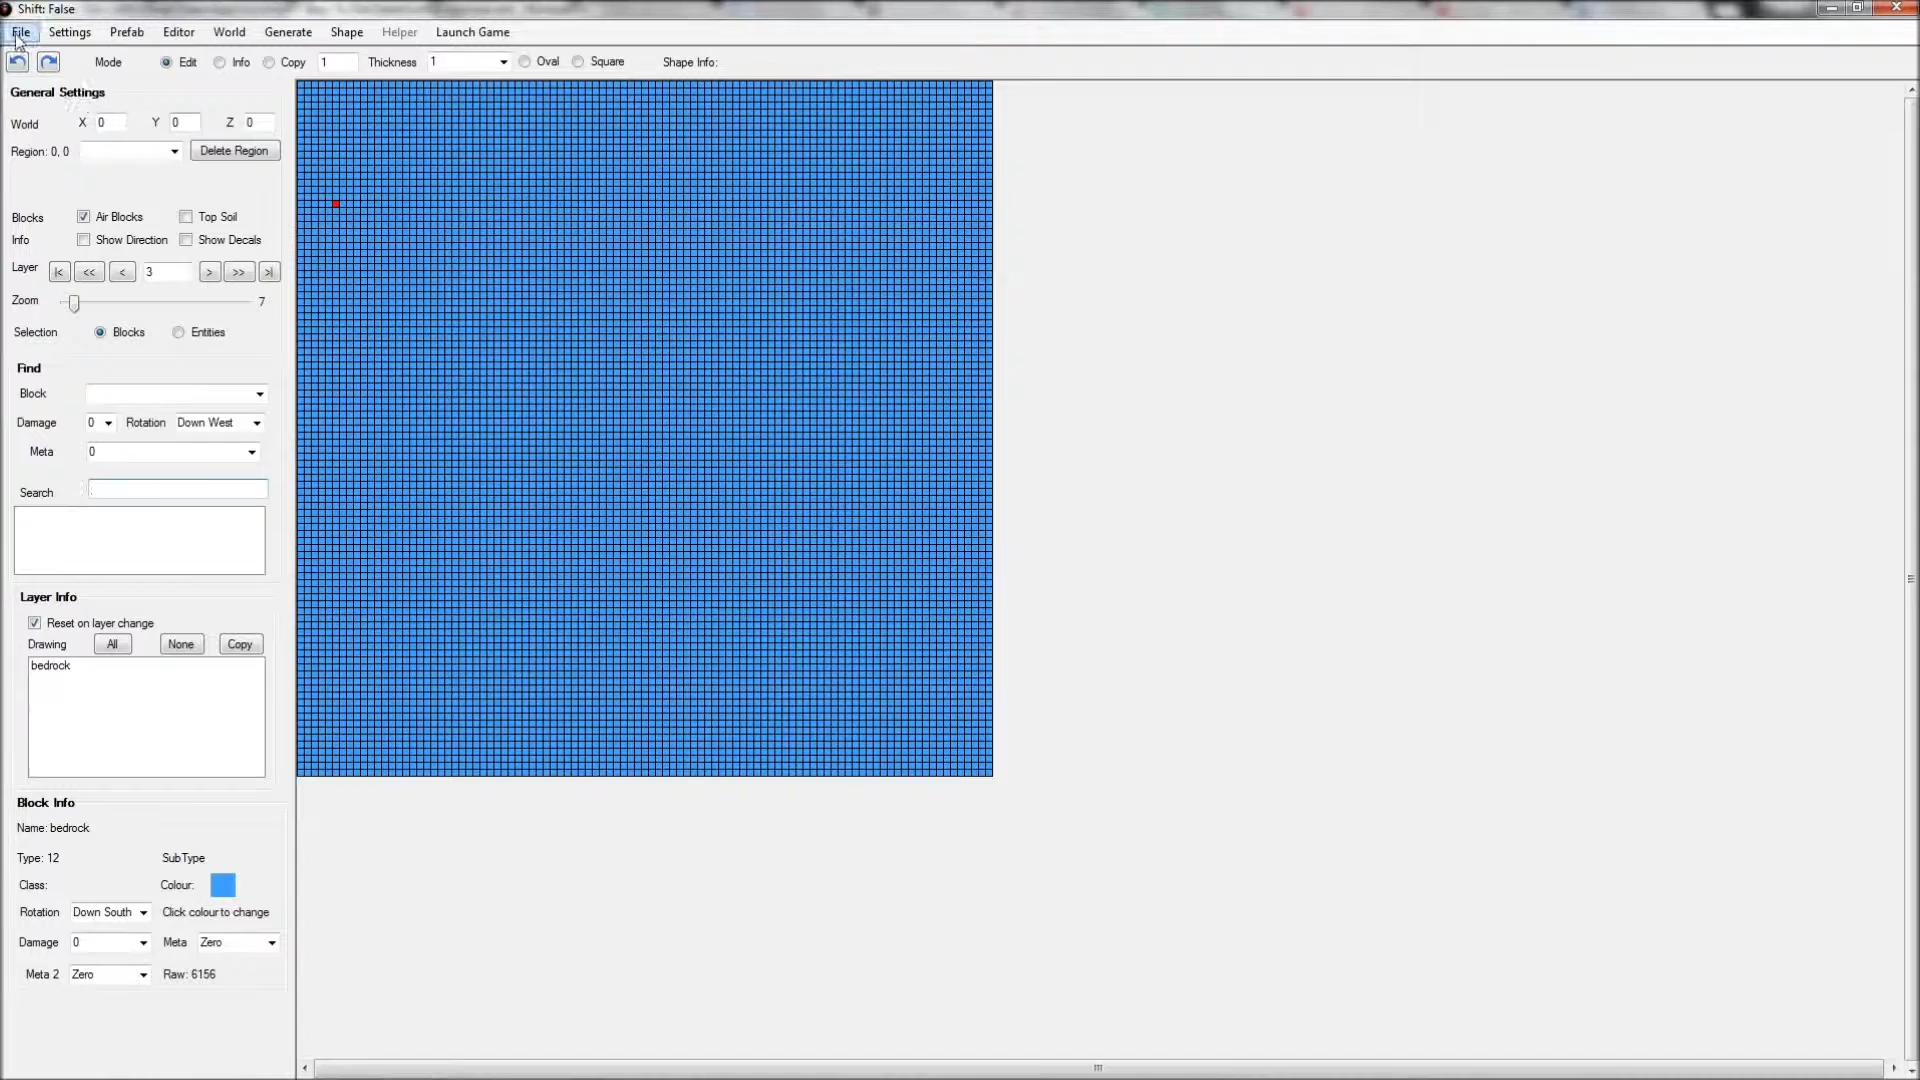 Shift: False
File Settings Prefab Editor World Generate Shape Helper Launch Game
Mode Edit Info Copy 1 Thickness 1 Oval Square Shape Info:
General Settings
World X 0 Y 0 Z 0
Region: 0, 0 Delete Region
Blocks Air Blocks Top Soil
Info Show Direction Show Decals
Layer |< << < 3 > >> >|
Zoom 7
Selection Blocks Entities
Find
Block
Damage 0 Rotation Down West
Meta 0
Search
Layer Info
Reset on layer change
Drawing All None Copy
bedrock
Block Info
Name: bedrock
Type: 12 SubType
Class: Colour:
Rotation Down South Click colour to change
Damage 0 Meta Zero
Meta 2 Zero Raw: 6156